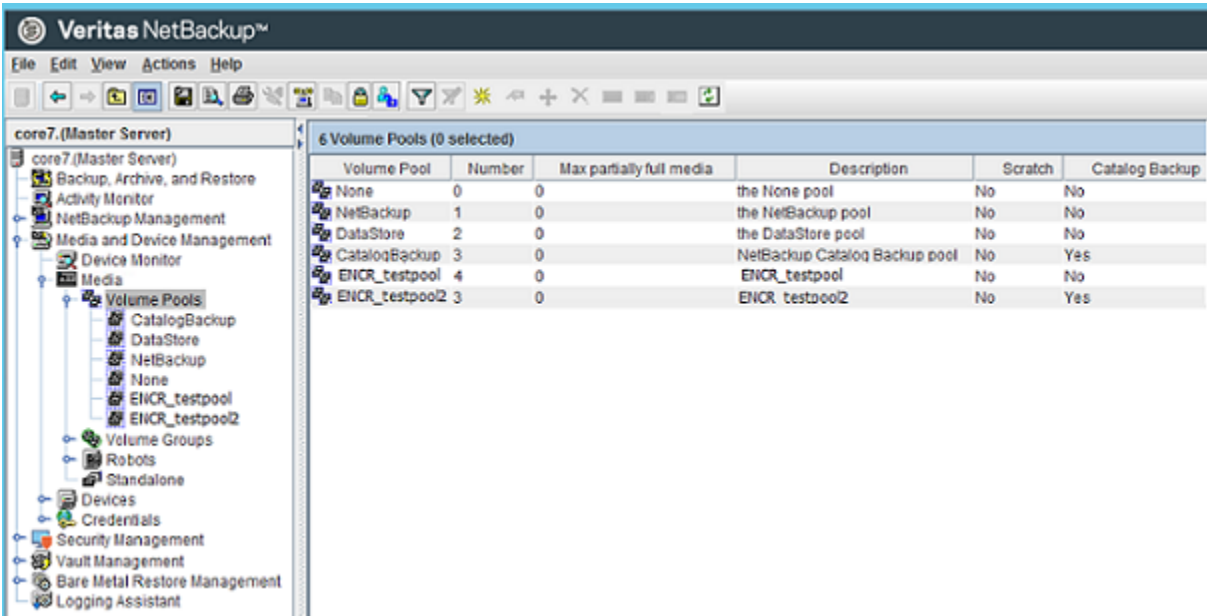 Veritas NetBackup™
File Edit View Actions Help
core7.(Master Server)
core7.(Master Server)
Backup, Archive, and Restore
Activity Monitor
NetBackup Management
Media and Device Management
Device Monitor
Media
Volume Pools
CatalogBackup
DataStore
NetBackup
None
ENCR_testpool
ENCR_testpool2
Volume Groups
Robots
Standalone
Devices
Credentials
Security Management
Vault Management
Bare Metal Restore Management
Logging Assistant
6 Volume Pools (0 selected)
Volume Pool Number Max partially full media Description Scratch Catalog Backup
None 0 0 the None pool No No
NetBackup 1 0 the NetBackup pool No No
DataStore 2 0 the DataStore pool No No
CatalogBackup 3 0 NetBackup Catalog Backup pool No Yes
ENCR_testpool 4 0 ENCR_testpool No No
ENCR_testpool2 3 0 ENCR_testpool2 No Yes